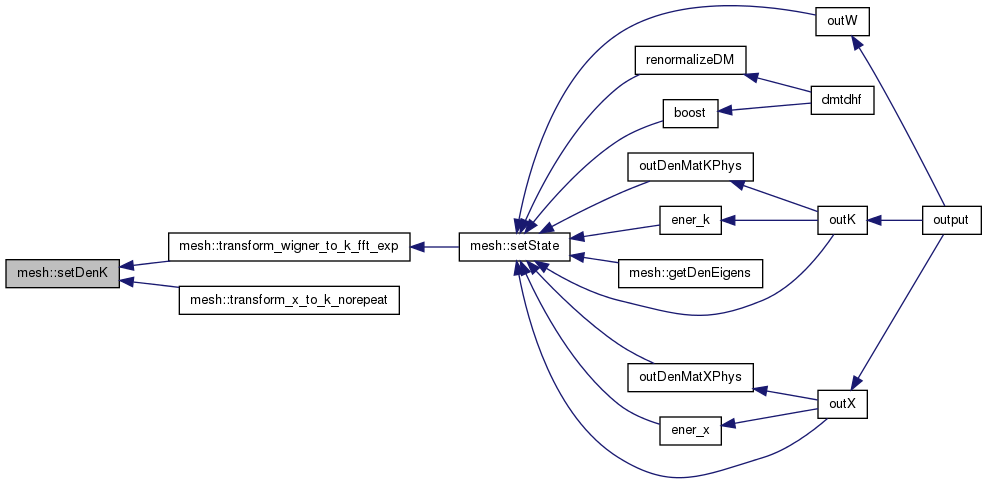 outW
renormalizeDM
dmtdhf
boost
outDenMatKPhys
ener_k
outK
output
mesh::transform_wigner_to_k_fft_exp
mesh::setState
mesh::setDenK
mesh::getDenEigens
mesh::transform_x_to_k_norepeat
outDenMatXPhys
outX
ener_x